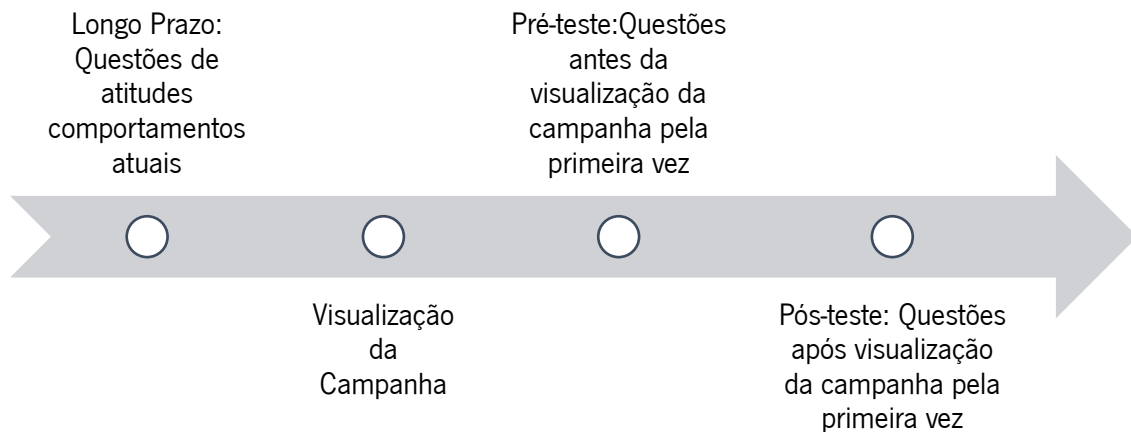 Longo Prazo:
Questões de
atitudes
comportamentos
atuais
Visualização
da
Campanha
Pré-teste:Questões
antes da
visualização da
campanha pela
primeira vez
Pós-teste: Questões
após visualização
da campanha pela
primeira vez